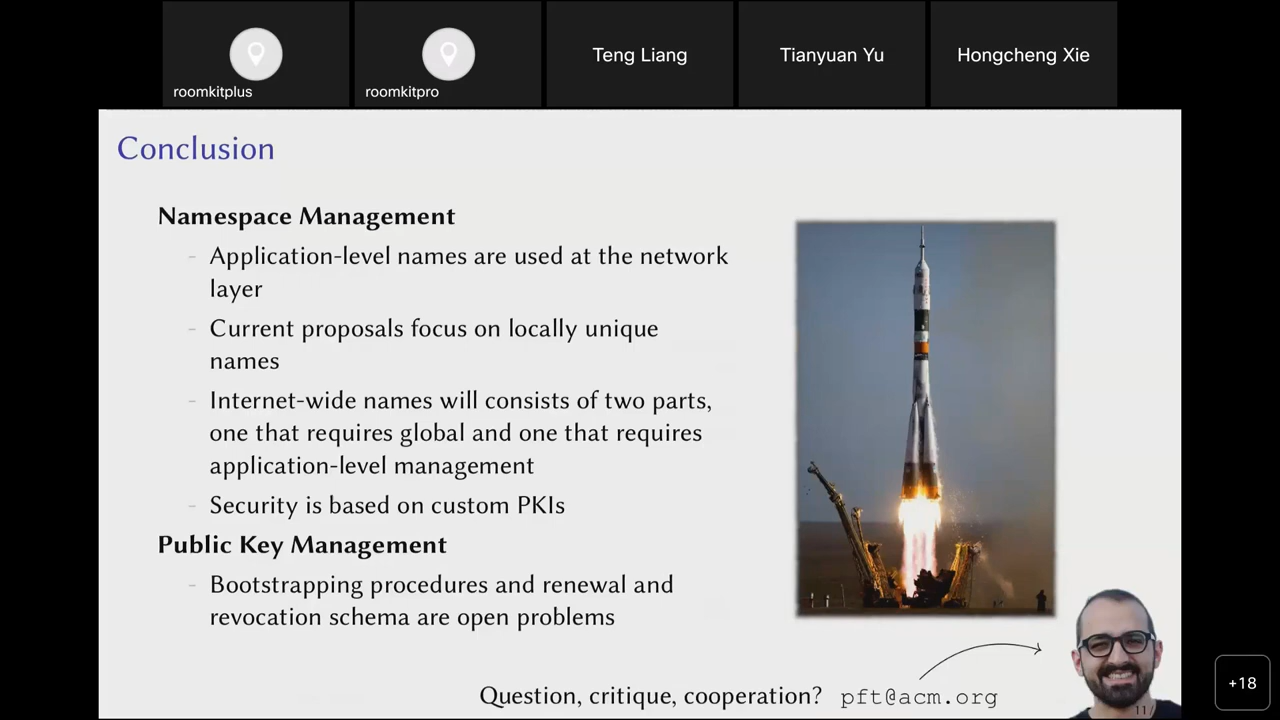 roomkitplus
roomkitpro
Teng Liang
Tianyuan Yu
Hongcheng Xie
Conclusion
Namespace Management
- Application-level names are used at the network
layer
- Current proposals focus on locally unique
names
- Internet-wide names will consists of two parts,
one that requires global and one that requires
application-level management
- Security is based on custom PKIs
Public Key Management
- Bootstrapping procedures and renewal and
revocation schema are open problems
Question, critique, cooperation? pft@acm.org
11
+18